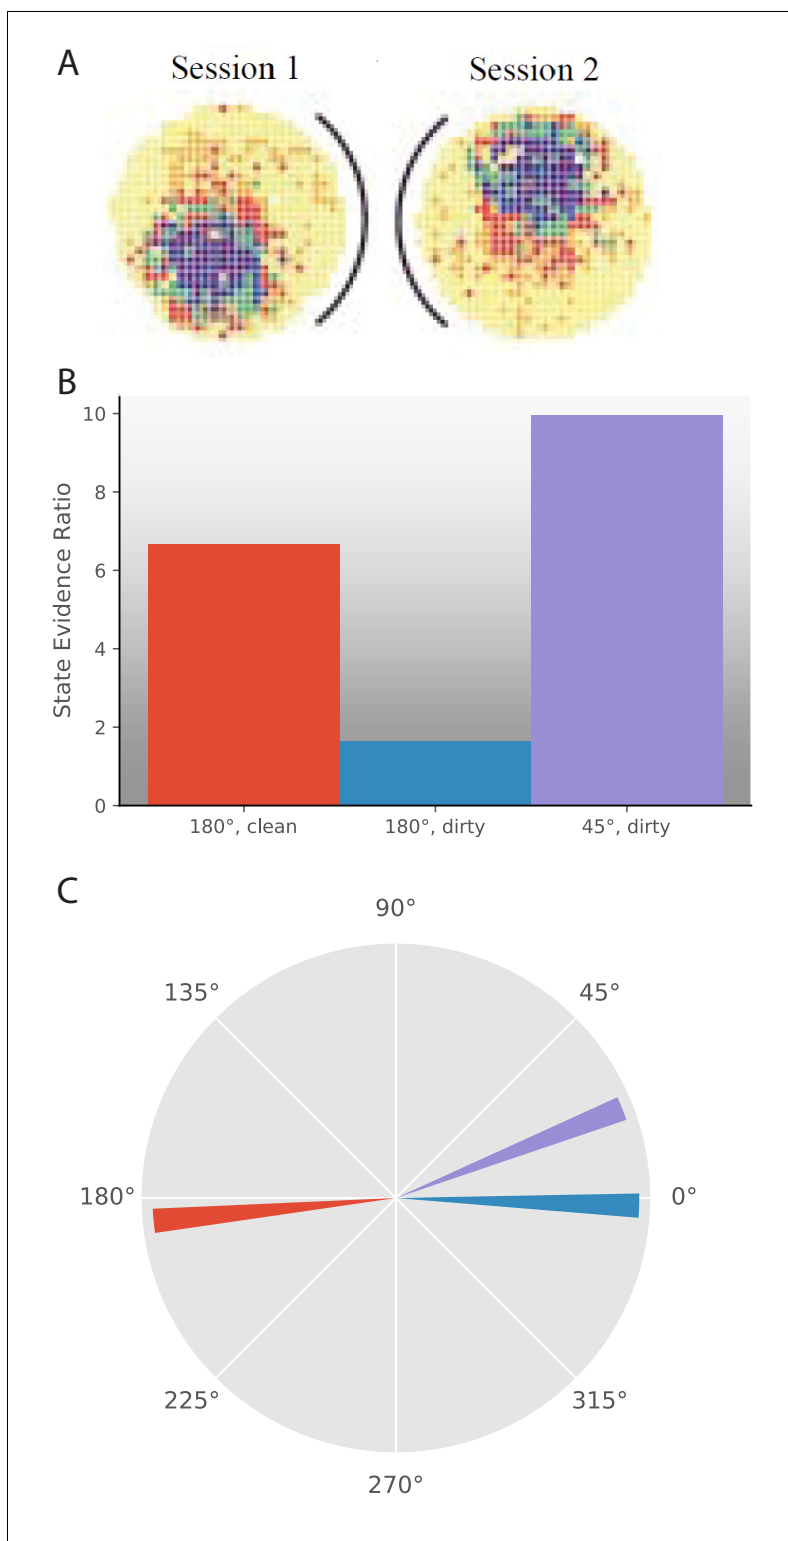 A
Session 1
Session 2
B
10
8
6
4
2
0
State Evidence Ratio
180°, clean
180°, dirty
45°, dirty
C
90°
135°
45°
180°
0°
225°
315°
270°